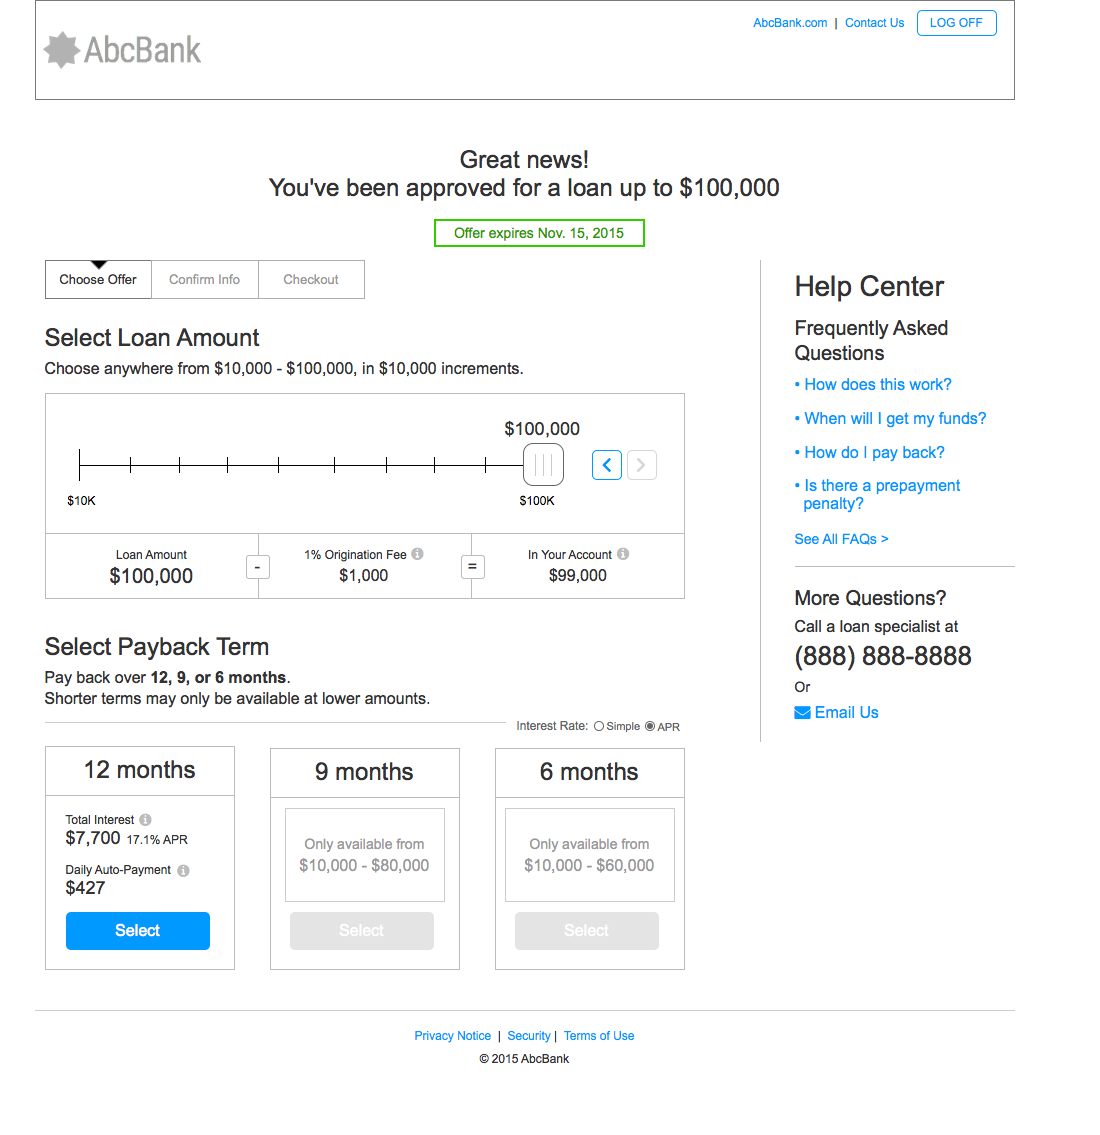 AbcBank.com | Contact Us LOG OFF
AbcBank
Great news!
You've been approved for a loan up to $100,000
Offer expires Nov. 15, 2015
Choose Offer Confirm Info Checkout
Select Loan Amount
Choose anywhere from $10,000 - $100,000, in $10,000 increments.
$100,000
$10K $100K
Loan Amount
$100,000
-
1% Origination Fee
$1,000
=
In Your Account
$99,000
Select Payback Term
Pay back over 12, 9, or 6 months.
Shorter terms may only be available at lower amounts.
Interest Rate: Simple APR
12 months
Total Interest
$7,700 17.1% APR
Daily Auto-Payment
$427
Select
9 months
Only available from
$10,000 - $80,000
Select
6 months
Only available from
$10,000 - $60,000
Select
Help Center
Frequently Asked
Questions
• How does this work?
• When will I get my funds?
• How do I pay back?
• Is there a prepayment
penalty?
See All FAQs >
More Questions?
Call a loan specialist at
(888) 888-8888
Or
Email Us
Privacy Notice | Security | Terms of Use
© 2015 AbcBank